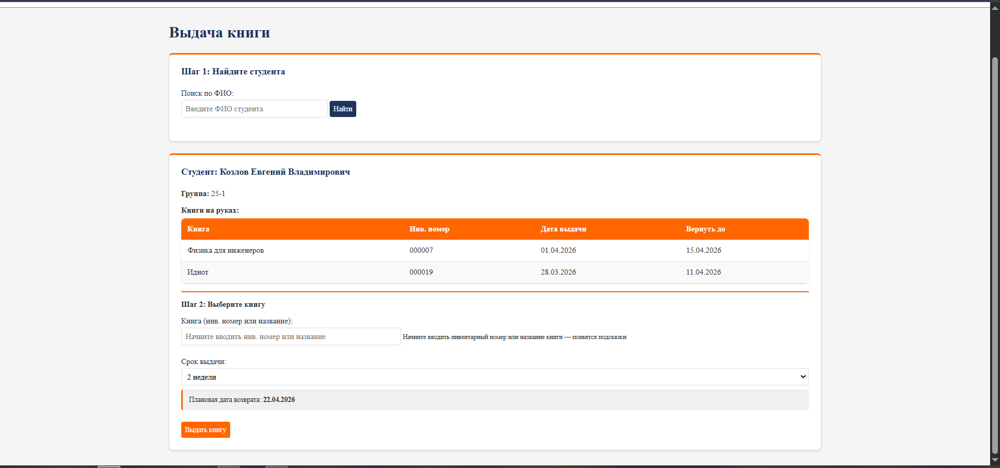 Выдача книги
Шаг 1: Найдите студента
Поиск по ФИО:
Введите ФИО студента Найти
Студент: Козлов Евгений Владимирович
Группа: 25-1
Книги на руках:
Книга Инв. номер Дата выдачи Вернуть до
Физика для инженеров 000007 01.04.2026 15.04.2026
Идиот 000019 28.03.2026 11.04.2026
Шаг 2: Выберите книгу
Книга (инв. номер или название):
Начните вводить инв. номер или название Начните вводить инвентарный номер или название книги — появятся подсказки
Срок выдачи:
2 недели
Плановая дата возврата: 22.04.2026
Выдать книгу